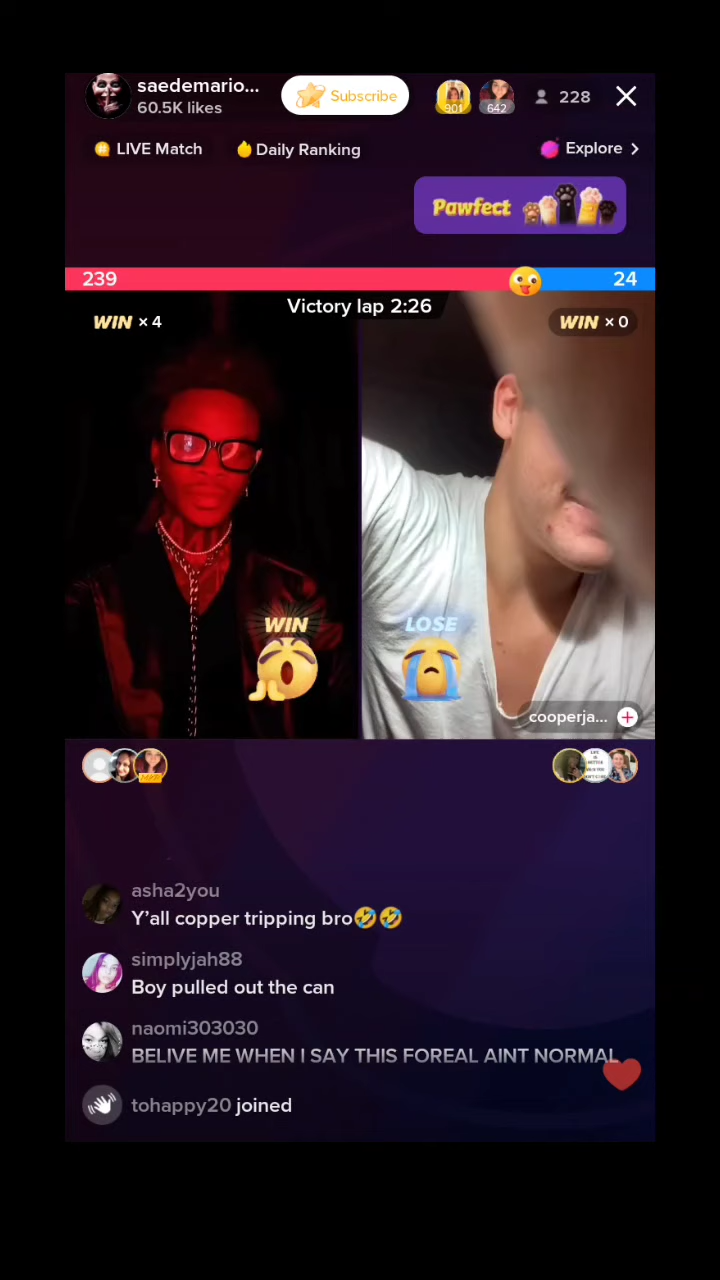 saedemario...
60.5K likes
Subscribe
901
642
228
LIVE Match
Daily Ranking
Explore
Pawfect
239
24
Victory lap 2:26
WIN × 4
WIN × 0
WIN
LOSE
cooperja...
asha2you
Y'all copper tripping bro🤣🤣
simplyjah88
Boy pulled out the can
naomi303030
BELIVE ME WHEN I SAY THIS FOREAL AINT NORMAL
tohappy20 joined